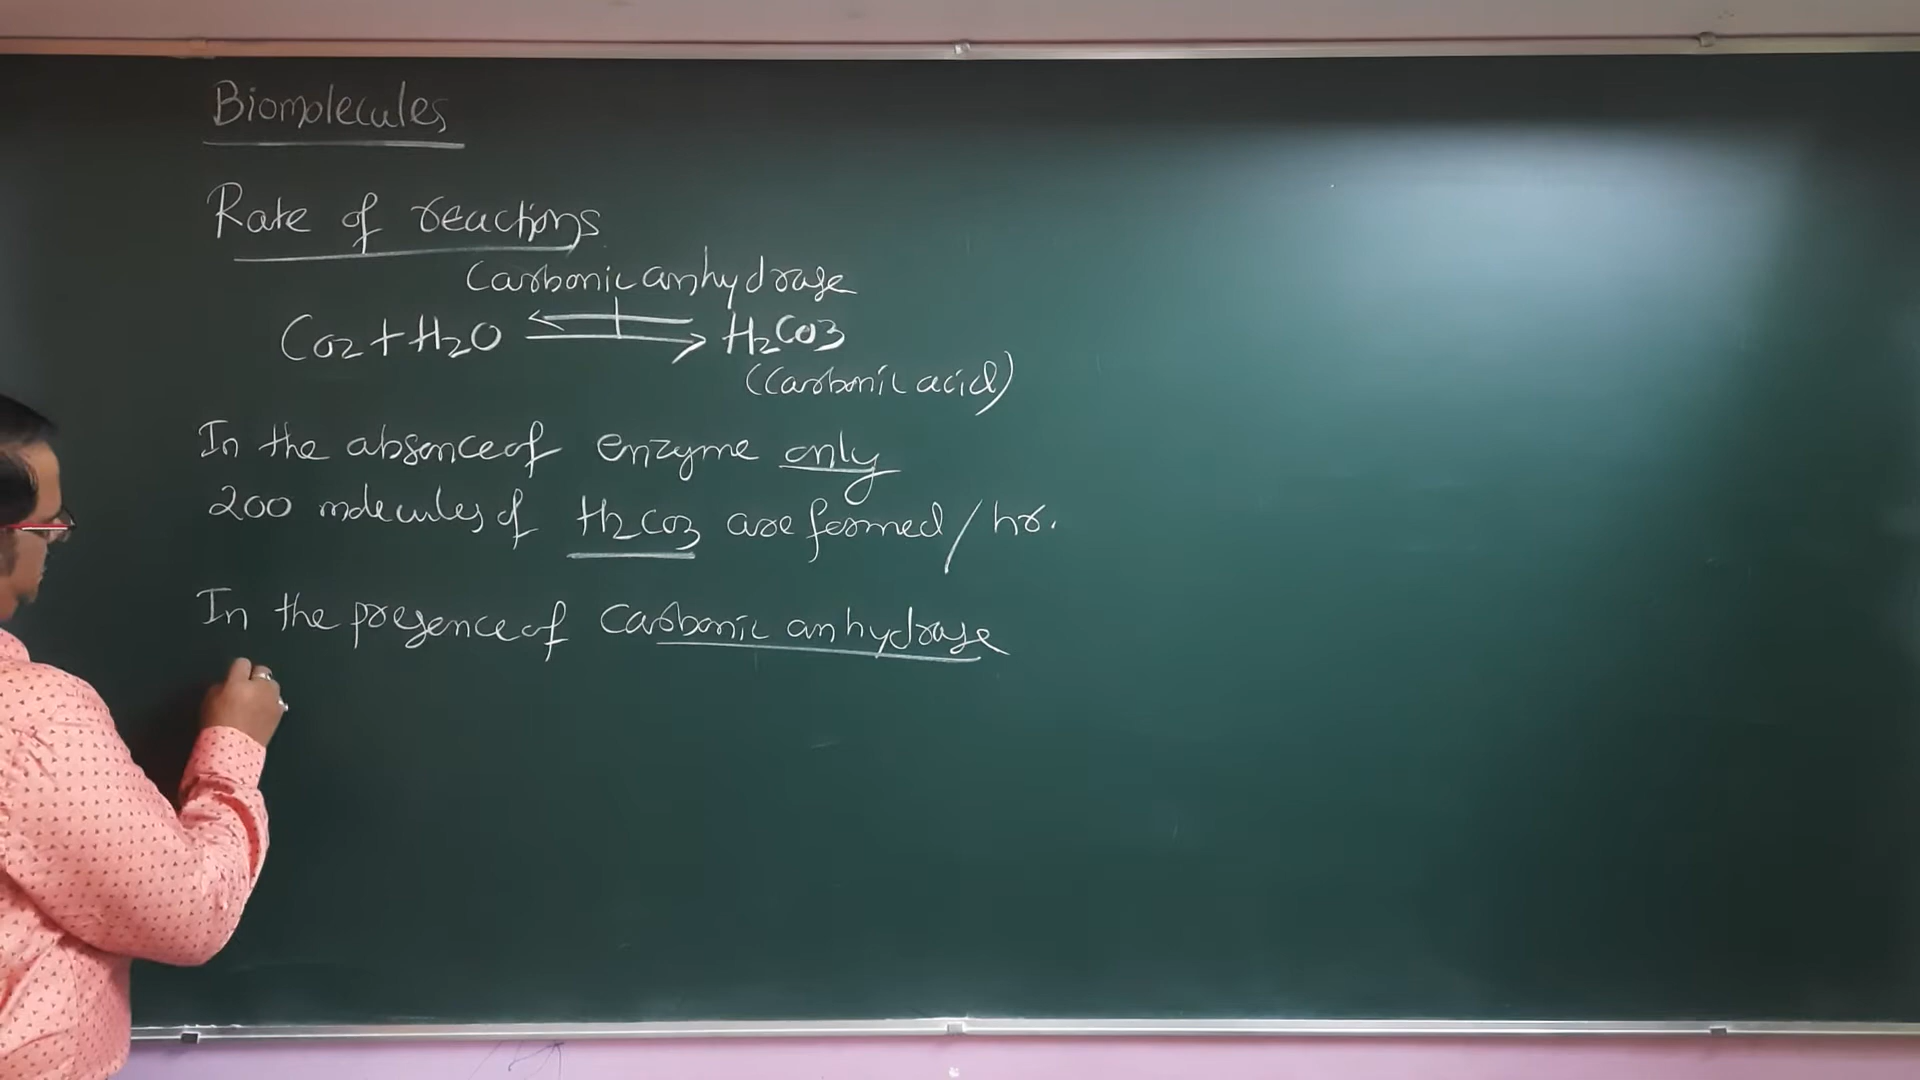 Biomolecules
Rate of reactions
Carbonic anhydrase
Co2 + H2O ⇌ H2Co3
(Carbonic acid)
In the absence of enzyme only
200 molecules of H2Co3 are formed / hr.
In the presence of Carbonic anhydrase